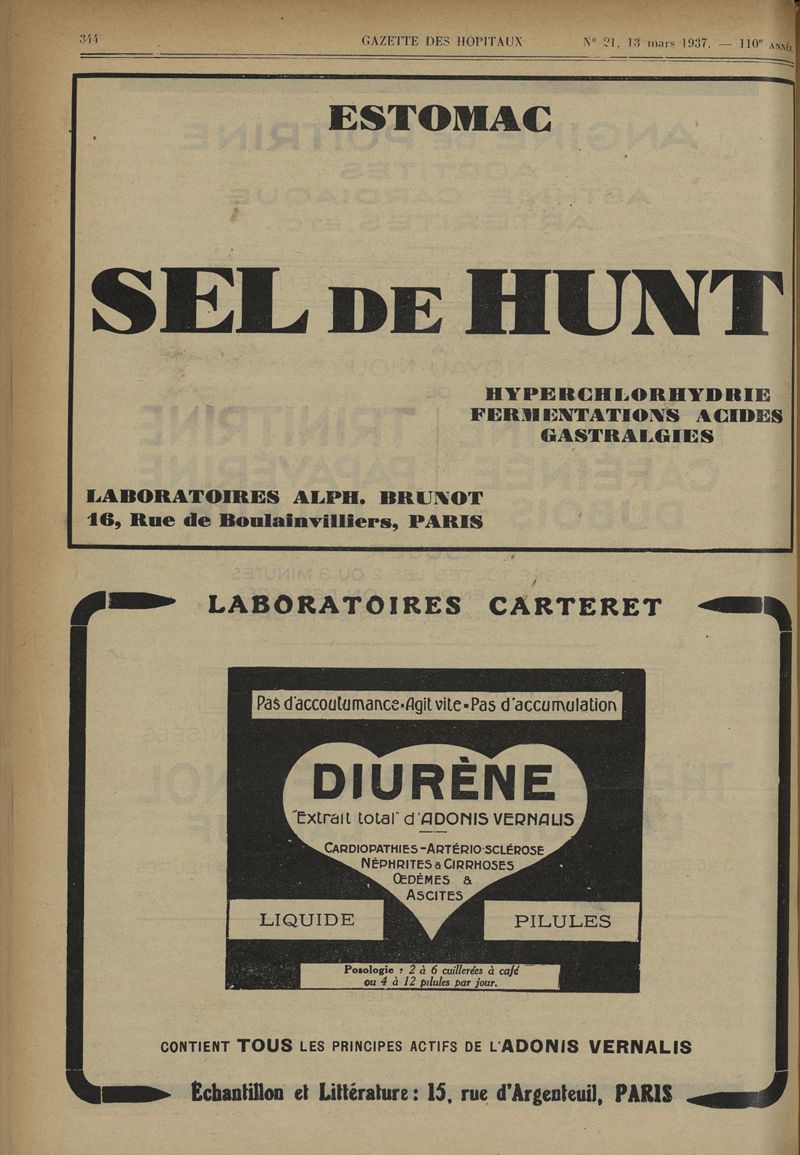 344
GAZETTE DES HOPITAUX
N° 21, 13 mars 1937. — 110e ANNÉE
ESTOMAC
SEL DE HUNT
HYPERCHLORHYDRIE
FERMENTATIONS ACIDES
GASTRALGIES
LABORATOIRES ALPH. BRUNOT
16, Rue de Boulainvilliers, PARIS
LABORATOIRES CARTERET
Pas d'accoutumance-Agit vite-Pas d'accumulation
DIURÈNE
"Extrait total" d'ADONIS VERNALIS
CARDIOPATHIES-ARTÉRIO-SCLÉROSE
NÉPHRITES & CIRRHOSES
ŒDÈMES &
ASCITES
LIQUIDE
PILULES
Posologie : 2 à 6 cuillerées à café
ou 4 à 12 pilules par jour.
CONTIENT TOUS LES PRINCIPES ACTIFS DE L'ADONIS VERNALIS
Échantillon et Littérature : 15, rue d'Argenteuil, PARIS